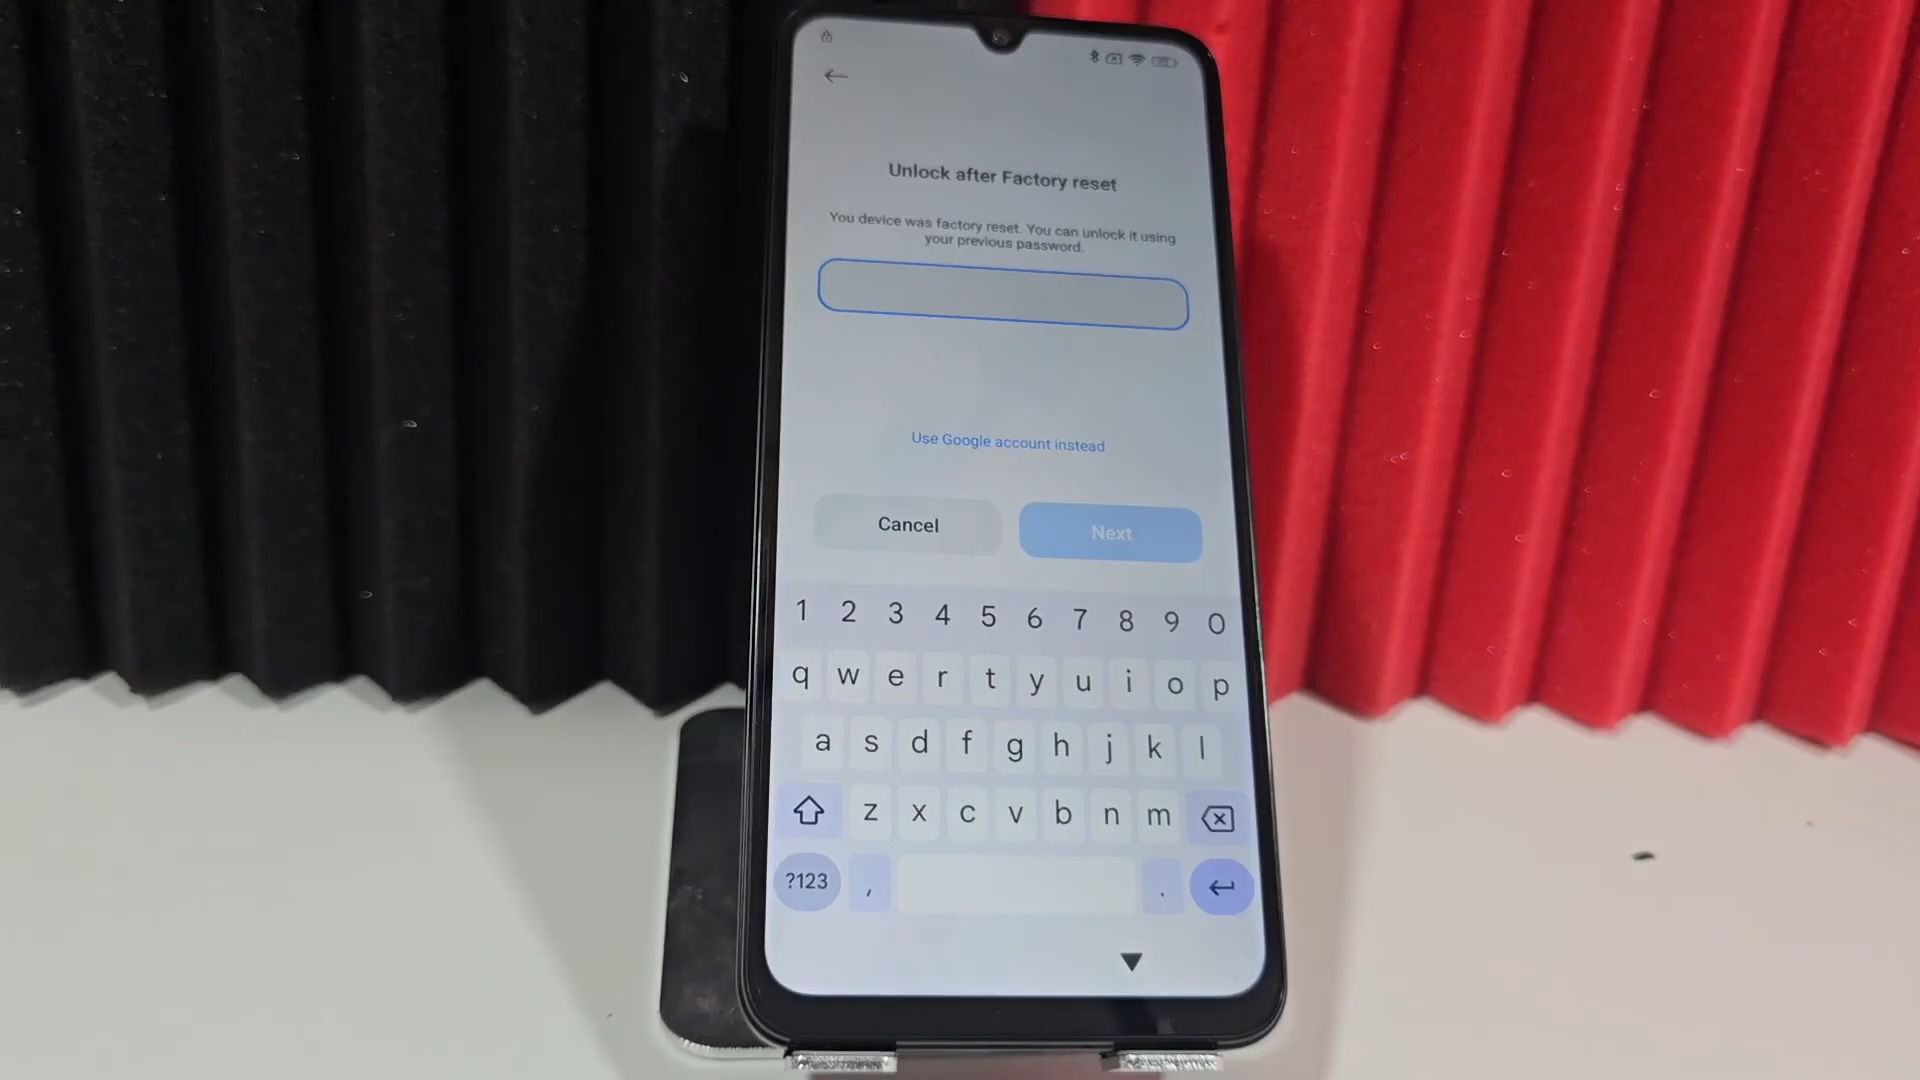 Unlock after Factory reset
You device was factory reset. You can unlock it using
your previous password.
Use Google account instead
Cancel Next
1 2 3 4 5 6 7 8 9 0
q w e r t y u i o p
a s d f g h j k l
z x c v b n m
?123 , .